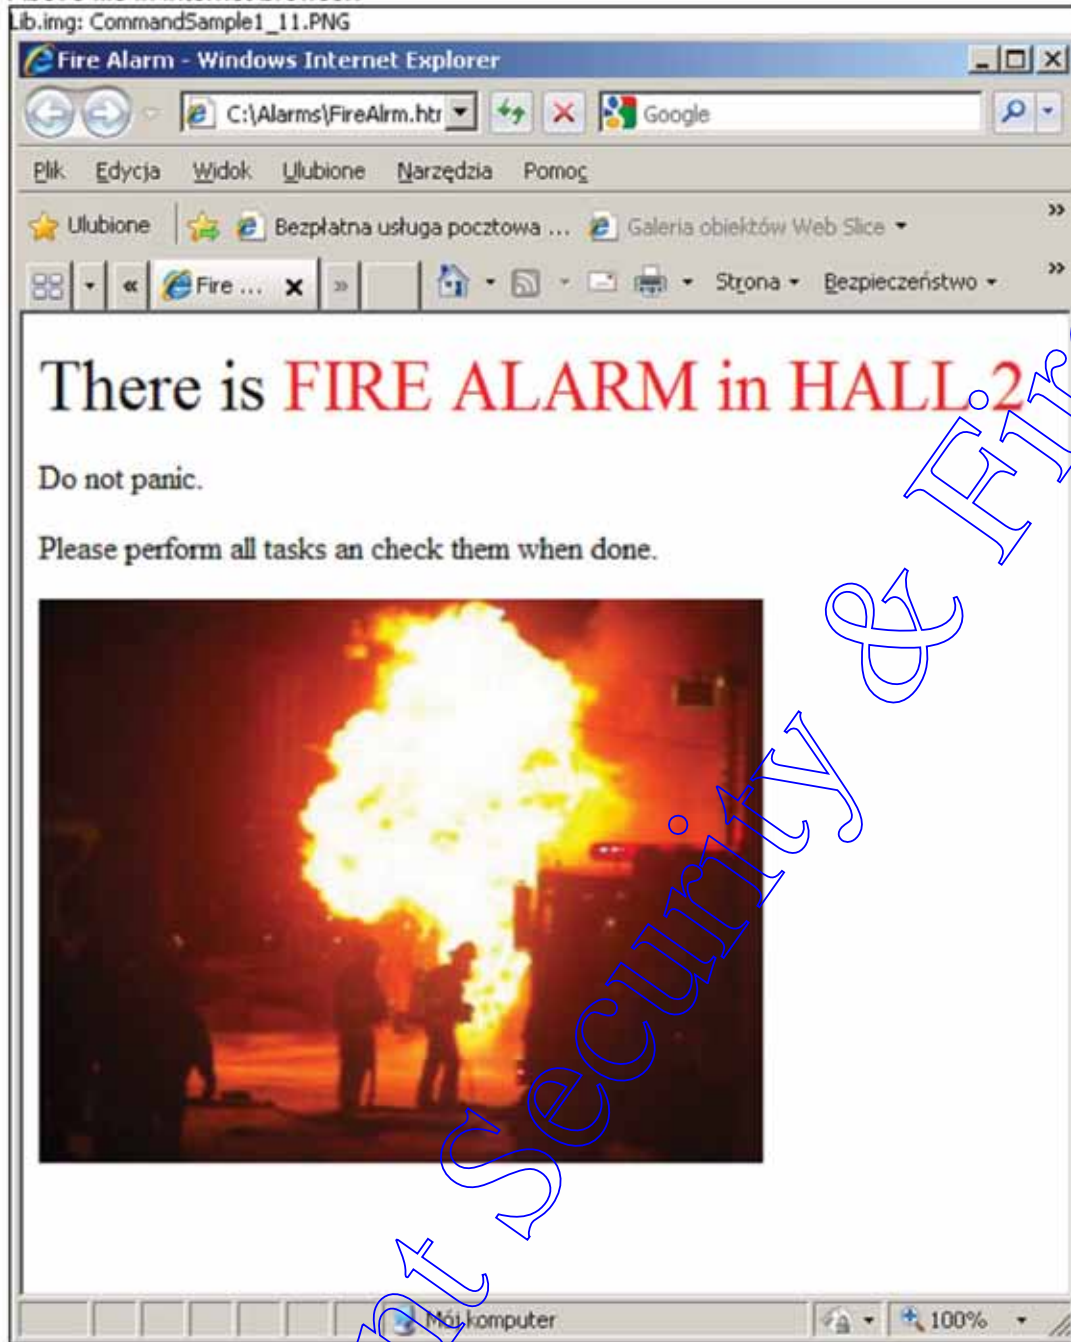 Lib.img: CommandSample1_11.PNG
Fire Alarm - Windows Internet Explorer
C:\Alarms\FireAlrm.htr Google
Plik Edycja Widok Ulubione Narzędzia Pomoc
Ulubione Bezpłatna usługa pocztowa ... Galeria obiektów Web Slice
Fire ... Strona Bezpieczeństwo
There is FIRE ALARM in HALL 2
Do not panic.
Please perform all tasks an check them when done.
Security & Fir
Mój komputer 100%